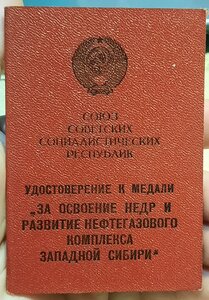 СОЮЗ
СОВЕТСКИХ
СОЦИАЛИСТИЧЕСКИХ
РЕСПУБЛИК
УДОСТОВЕРЕНИЕ К МЕДАЛИ
„ЗА ОСВОЕНИЕ НЕДР И
РАЗВИТИЕ НЕФТЕГАЗОВОГО
КОМПЛЕКСА
ЗАПАДНОЙ СИБИРИ“